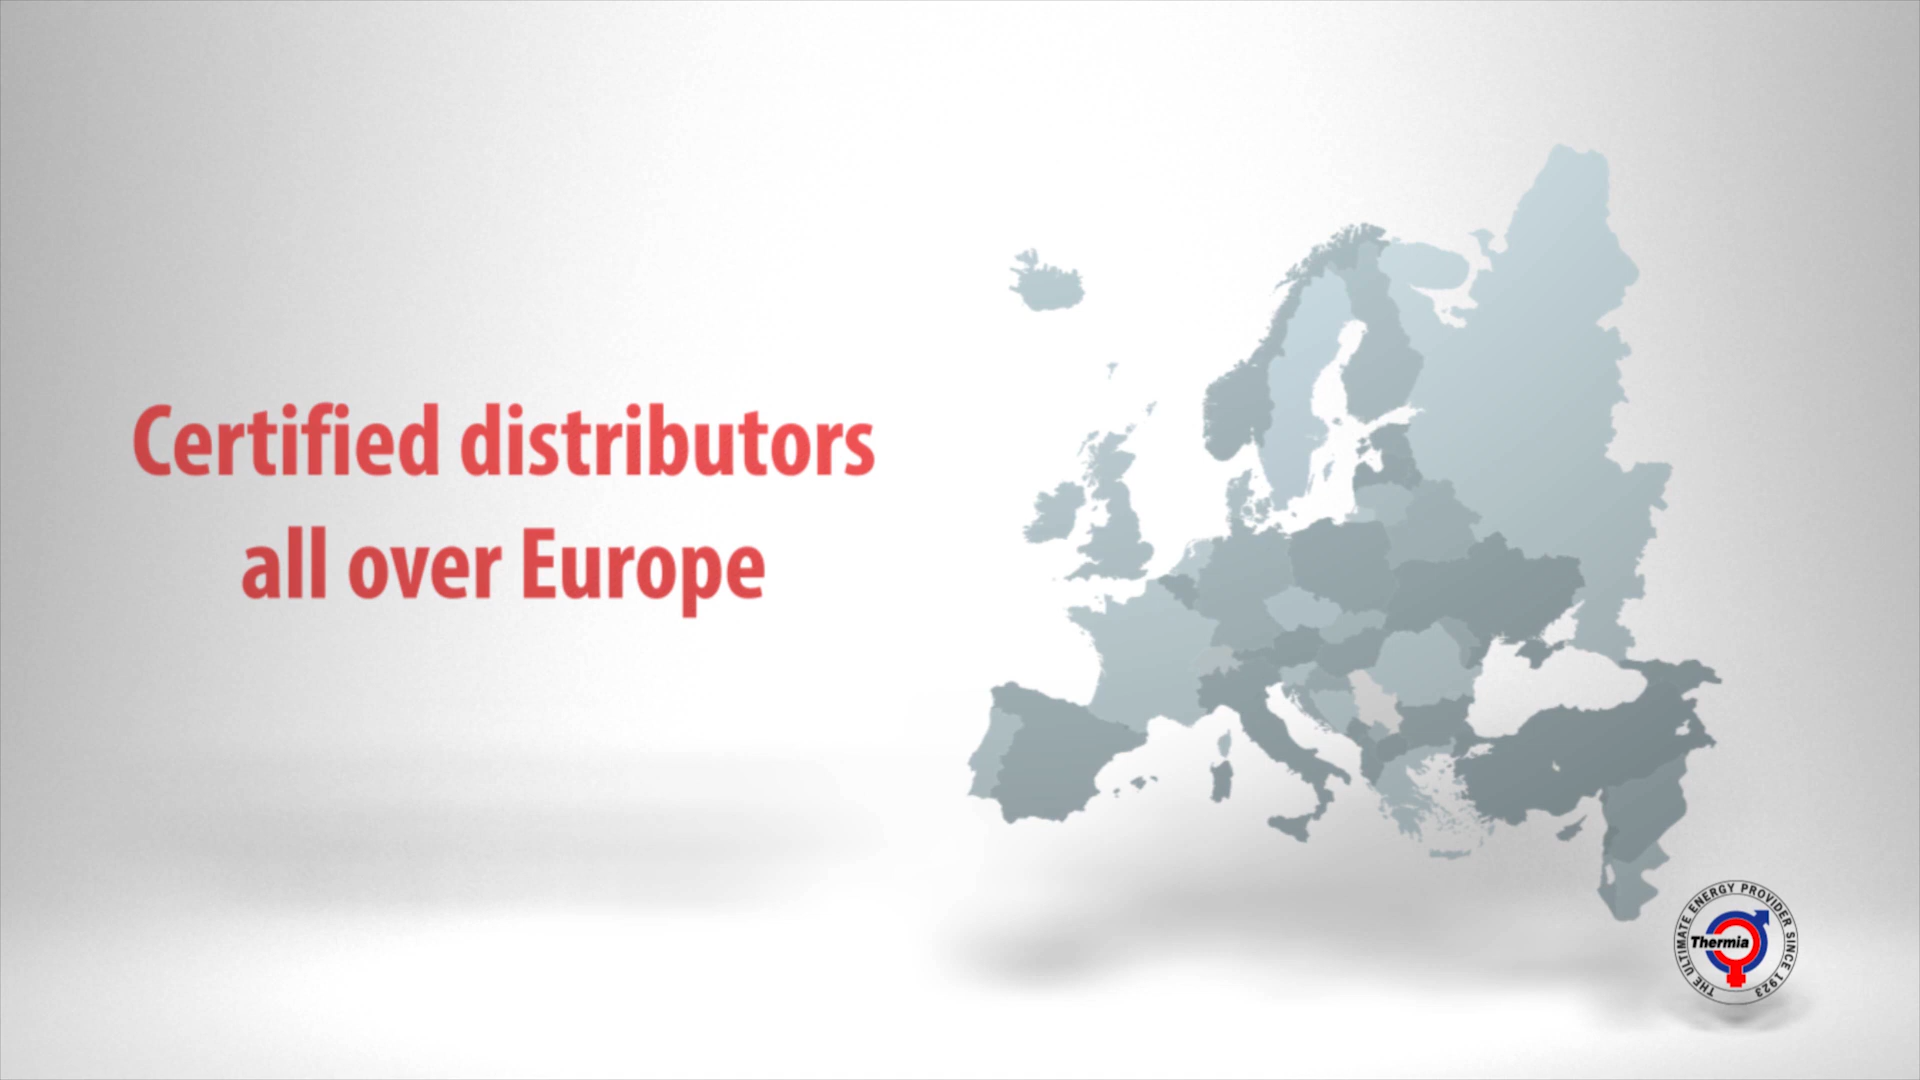 Certified distributors
all over Europe
THE ULTIMATE ENERGY PROVIDER SINCE 1923
Thermia